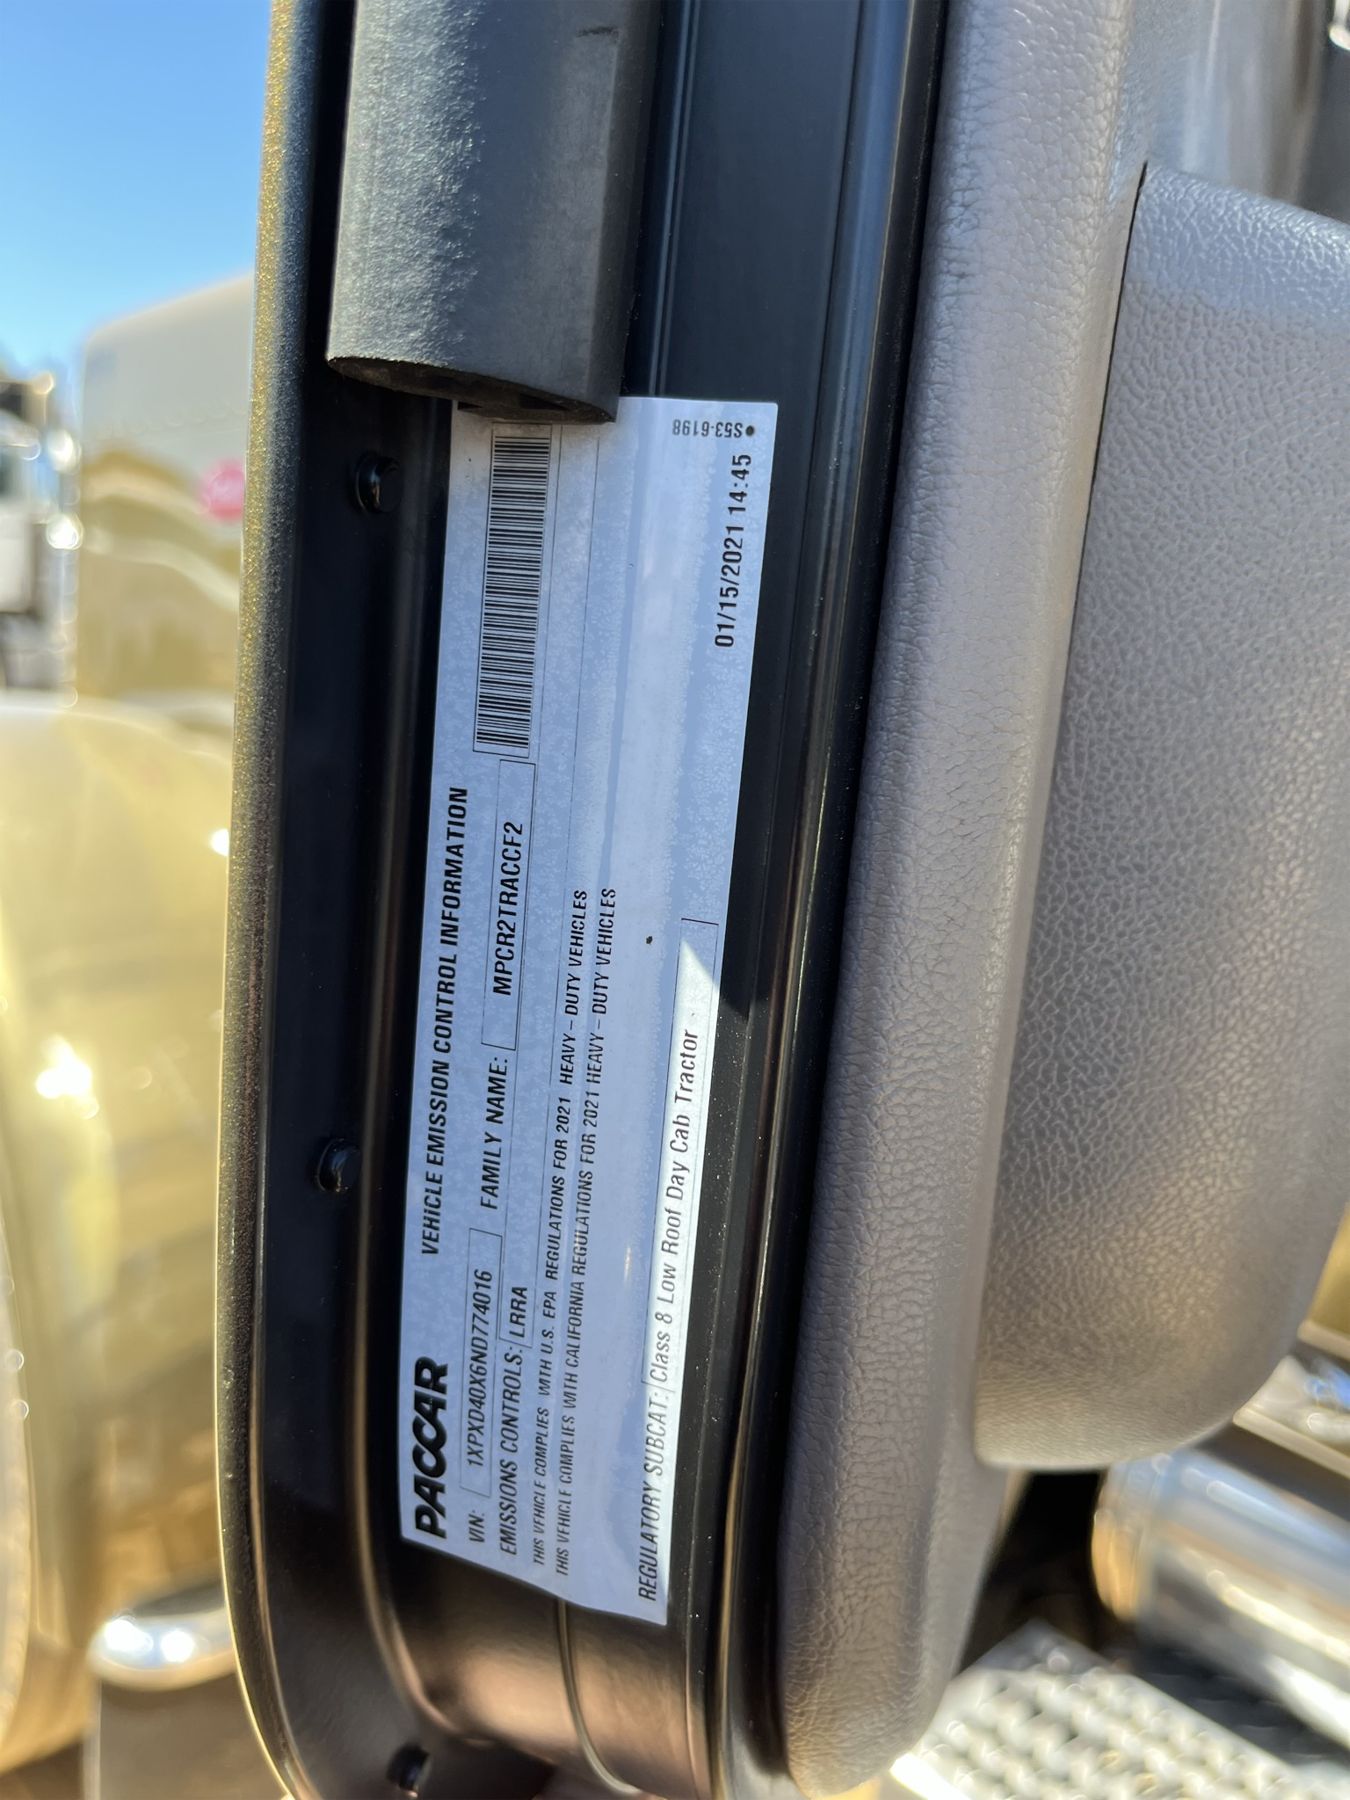 PACCAR
VEHICLE EMISSION CONTROL INFORMATION
VIN: 1XPXD40X6ND774016 FAMILY NAME: MPCR2TRACCF2
EMISSIONS CONTROLS: LRRA
THIS VEHICLE COMPLIES WITH U.S. EPA REGULATIONS FOR 2021 HEAVY-DUTY VEHICLES
THIS VEHICLE COMPLIES WITH CALIFORNIA REGULATIONS FOR 2021 HEAVY-DUTY VEHICLES
REGULATORY SUBCAT: Class 8 Low Roof Day Cab Tractor
01/15/2021 14:45
S53-6198